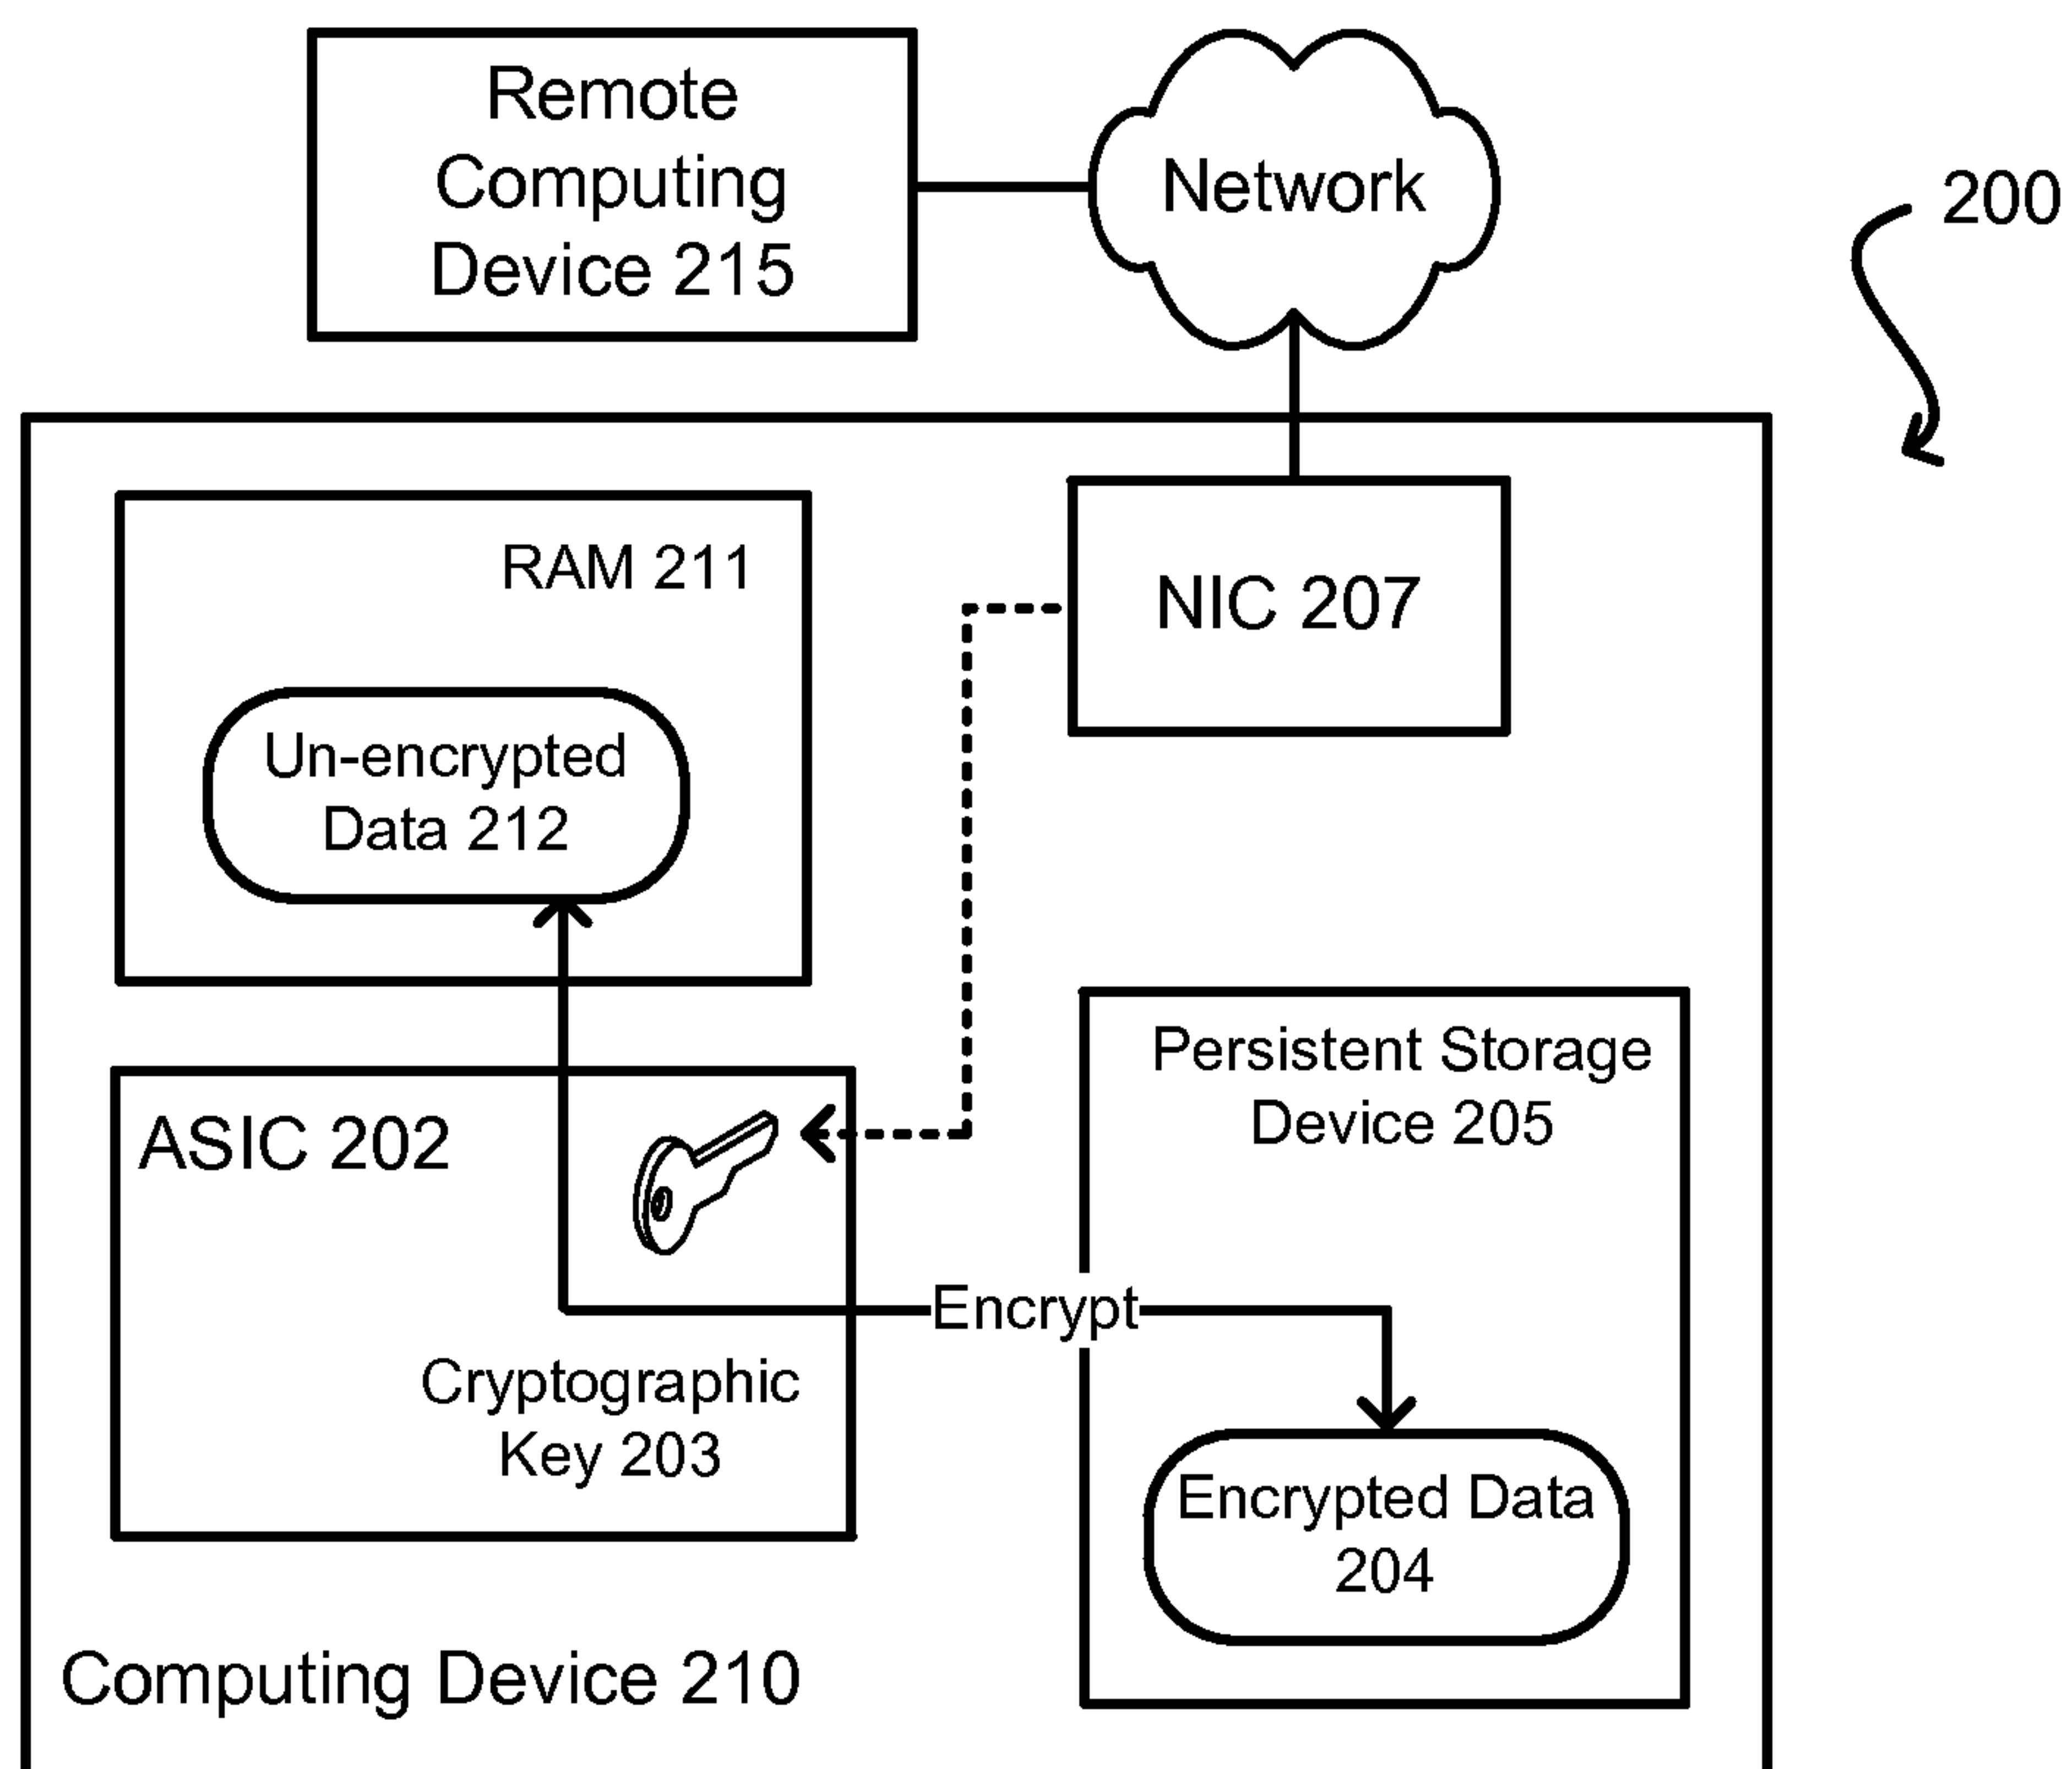 Remote
Computing
Device 215
Network
200
RAM 211
NIC 207
Un-encrypted
Data 212
Persistent Storage
Device 205
ASIC 202
Encrypt
Cryptographic
Key 203
Encrypted Data
204
Computing Device 210